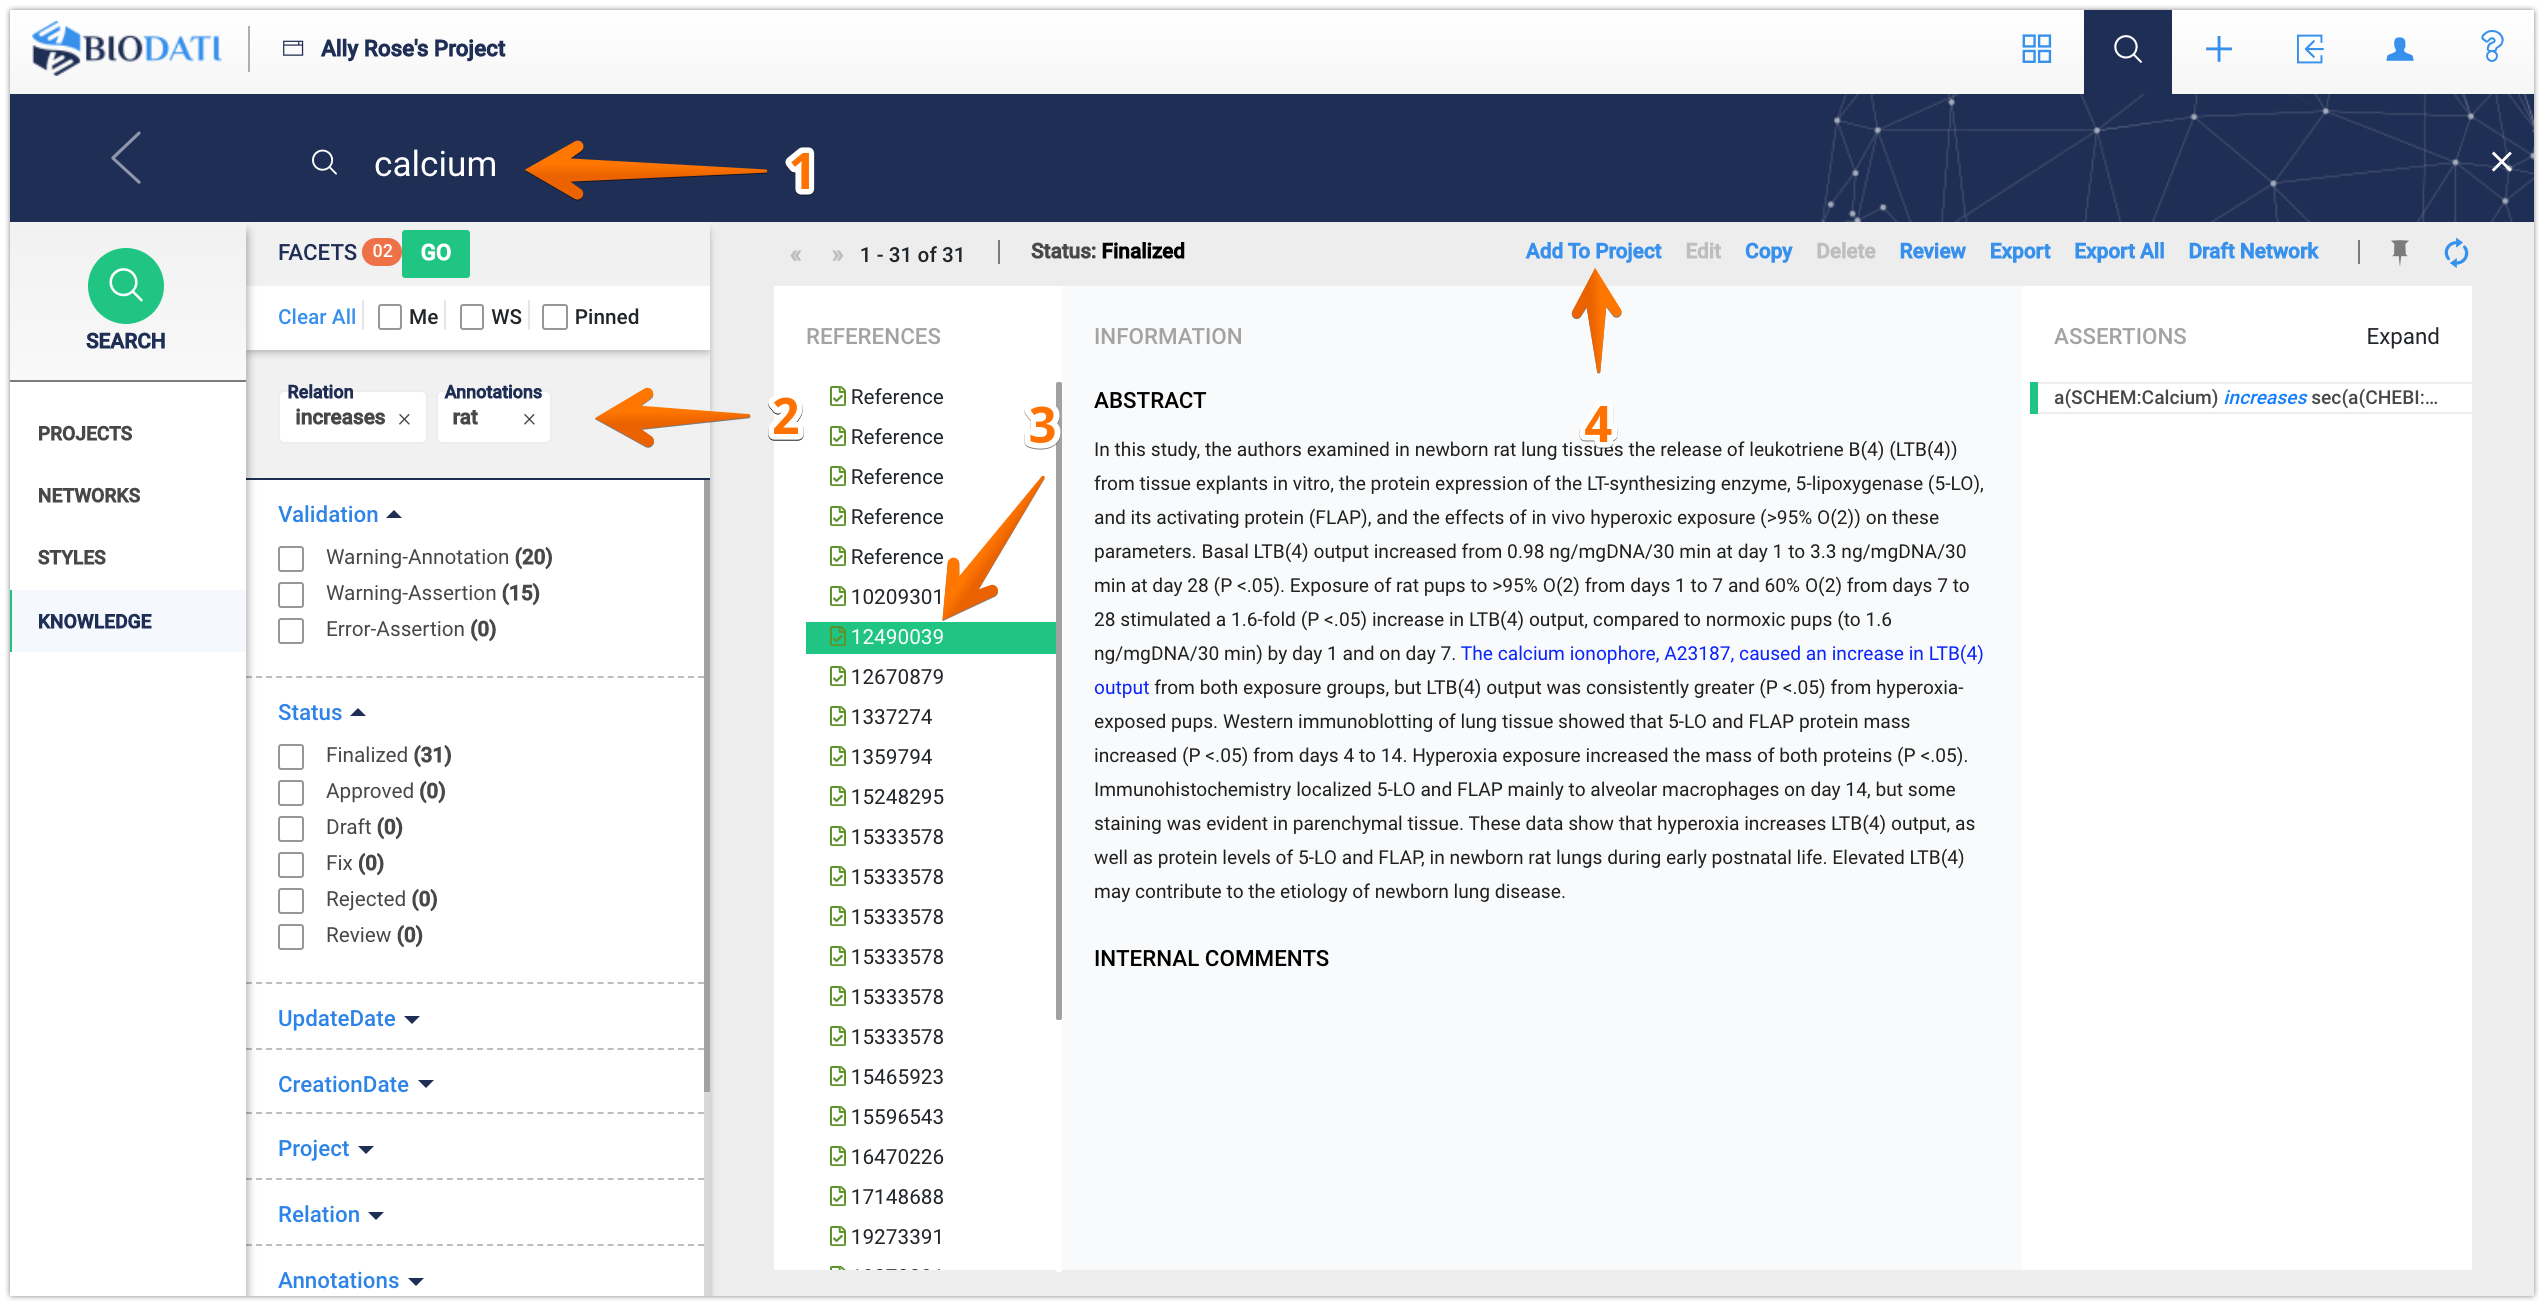 BIODATI
Ally Rose's Project
calcium
1
SEARCH
PROJECTS
NETWORKS
STYLES
KNOWLEDGE
FACETS 02 GO
Clear All Me WS Pinned
Relation
increases ×
Annotations
rat ×
2
Validation
Warning-Annotation (20)
Warning-Assertion (15)
Error-Assertion (0)
Status
Finalized (31)
Approved (0)
Draft (0)
Fix (0)
Rejected (0)
Review (0)
UpdateDate
CreationDate
Project
Relation
Annotations
« » 1 - 31 of 31 | Status: Finalized
Add To Project Edit Copy Delete Review Export Export All Draft Network |
REFERENCES
Reference
Reference
Reference
Reference
Reference
10209301
12490039
12670879
1337274
1359794
15248295
15333578
15333578
15333578
15333578
15333578
15333578
15465923
15596543
16470226
17148688
19273391
3
4
INFORMATION
ABSTRACT
In this study, the authors examined in newborn rat lung tissues the release of leukotriene B(4) (LTB(4))
from tissue explants in vitro, the protein expression of the LT-synthesizing enzyme, 5-lipoxygenase (5-LO),
and its activating protein (FLAP), and the effects of in vivo hyperoxic exposure (>95% O(2)) on these
parameters. Basal LTB(4) output increased from 0.98 ng/mgDNA/30 min at day 1 to 3.3 ng/mgDNA/30
min at day 28 (P <.05). Exposure of rat pups to >95% O(2) from days 1 to 7 and 60% O(2) from days 7 to
28 stimulated a 1.6-fold (P <.05) increase in LTB(4) output, compared to normoxic pups (to 1.6
ng/mgDNA/30 min) by day 1 and on day 7. The calcium ionophore, A23187, caused an increase in LTB(4)
output from both exposure groups, but LTB(4) output was consistently greater (P <.05) from hyperoxia-
exposed pups. Western immunoblotting of lung tissue showed that 5-LO and FLAP protein mass
increased (P <.05) from days 4 to 14. Hyperoxia exposure increased the mass of both proteins (P <.05).
Immunohistochemistry localized 5-LO and FLAP mainly to alveolar macrophages on day 14, but some
staining was evident in parenchymal tissue. These data show that hyperoxia increases LTB(4) output, as
well as protein levels of 5-LO and FLAP, in newborn rat lungs during early postnatal life. Elevated LTB(4)
may contribute to the etiology of newborn lung disease.
INTERNAL COMMENTS
ASSERTIONS Expand
a(SCHEM:Calcium) increases sec(a(CHEBI:...